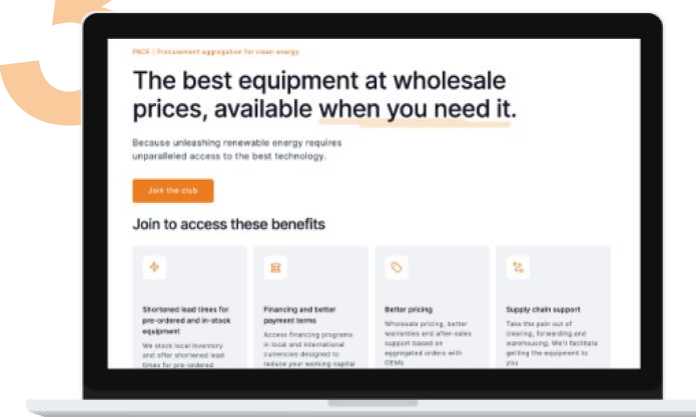 PACE | Procurement aggregation for clean energy
The best equipment at wholesale
prices, available when you need it.
Because unleashing renewable energy requires
unparalleled access to the best technology.
Join the club
Join to access these benefits
Shortened lead times for
pre-ordered and in-stock
equipment
We stock local inventory
and offer shortened lead
times for pre-ordered
Financing and better
payment terms
Access financing programs
in local and international
currencies designed to
reduce your working capital
Better pricing
Wholesale pricing, better
warranties and after-sales
support based on
aggregated orders with
OEMs
Supply chain support
Take the pain out of
clearing, forwarding and
warehousing. We'll facilitate
getting the equipment to
you